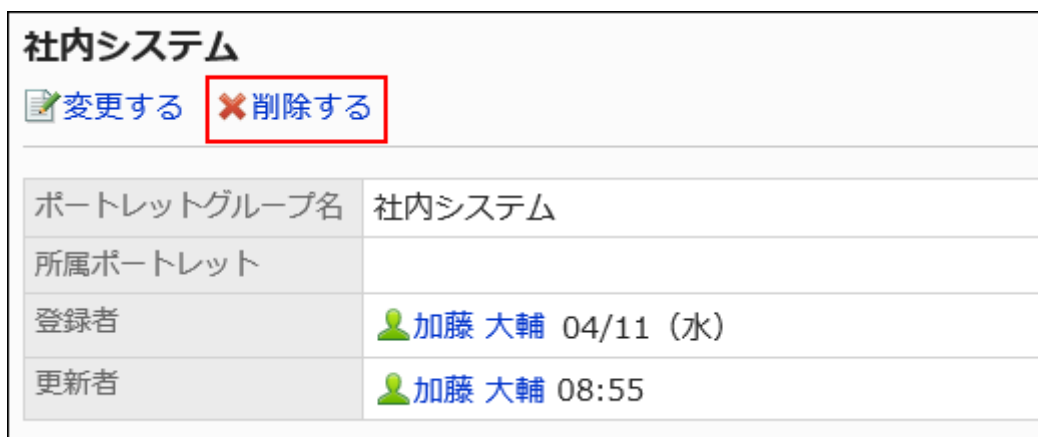 社内システム
変更する 削除する
ポートレットグループ名 社内システム
所属ポートレット
登録者 加藤 大輔 04/11（水）
更新者 加藤 大輔 08:55